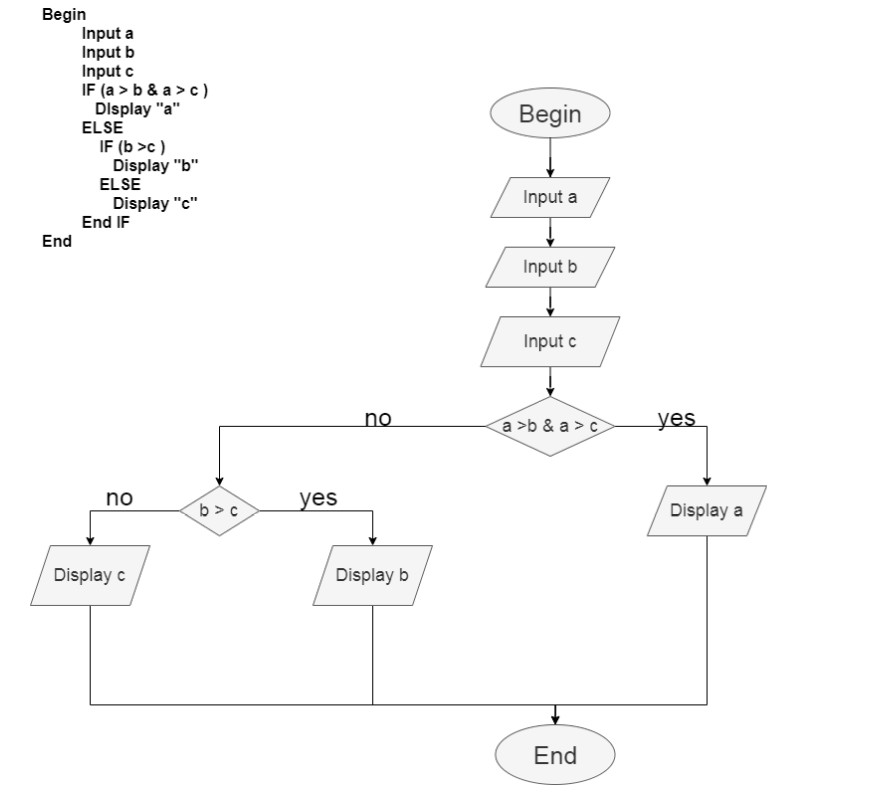 Begin
Input a
Input b
Input c
IF (a > b & a > c )
DIsplay "a"
ELSE
IF (b >c )
Display "b"
ELSE
Display "c"
End IF
End
Begin
Input a
Input b
Input c
a >b & a > c
no
yes
b > c
no
yes
Display a
Display c
Display b
End